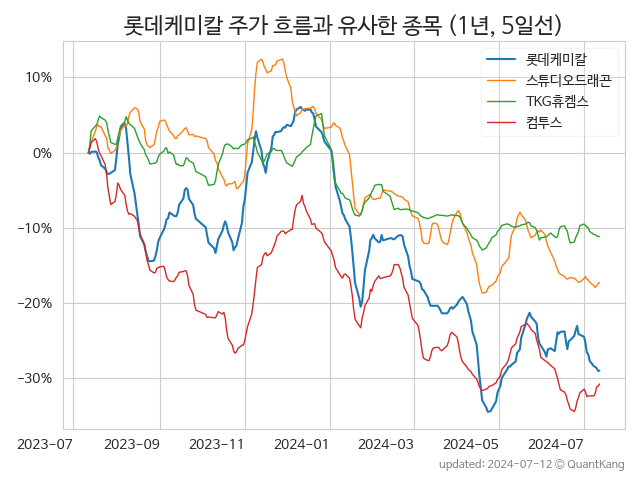 롯데케미칼 주가 흐름과 유사한 종목 (1년, 5일선)
롯데케미칼
스튜디오드래곤
TKG휴켐스
컴투스
10%
0%
−10%
−20%
−30%
2023-07 2023-09 2023-11 2024-01 2024-03 2024-05 2024-07
updated: 2024-07-12 © QuantKang